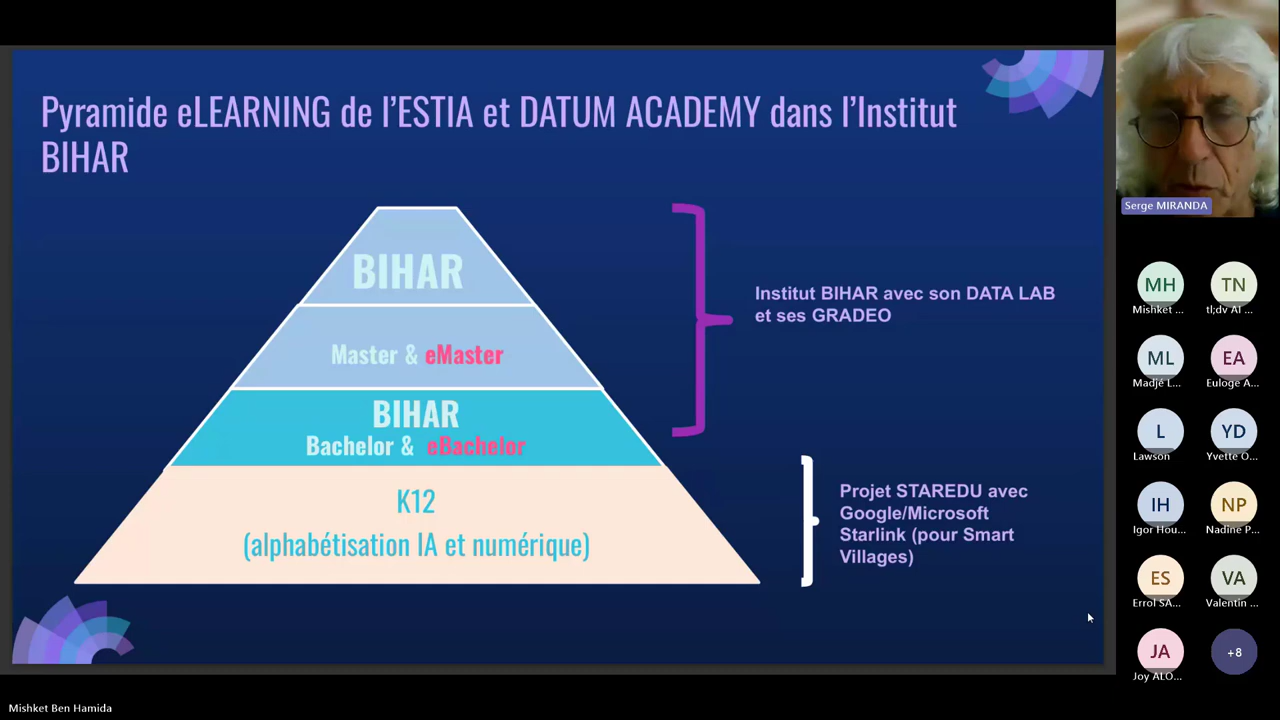 Pyramide eLEARNING de l'ESTIA et DATUM ACADEMY dans l'Institut
BIHAR
BIHAR
Master & eMaster
BIHAR
Bachelor & eBachelor
K12
(alphabétisation IA et numérique)
Institut BIHAR avec son DATA LAB
et ses GRADEO
Projet STAREDU avec
Google/Microsoft
Starlink (pour Smart
Villages)
Serge MIRANDA
MH
TN
Mishket ...
tl;dv AI ...
ML
EA
Madjé L...
Euloge A...
L
YD
Lawson
Yvette O...
IH
NP
Igor Hou...
Nadine P...
ES
VA
Errol SA...
Valentin ...
JA
+8
Joy ALO...
Mishket Ben Hamida